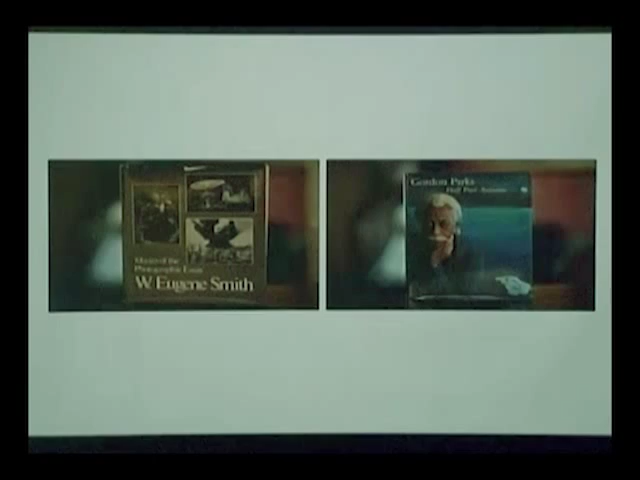 Master of the
Photographic Essay
W. Eugene Smith
Gordon Parks
Half Past Autumn